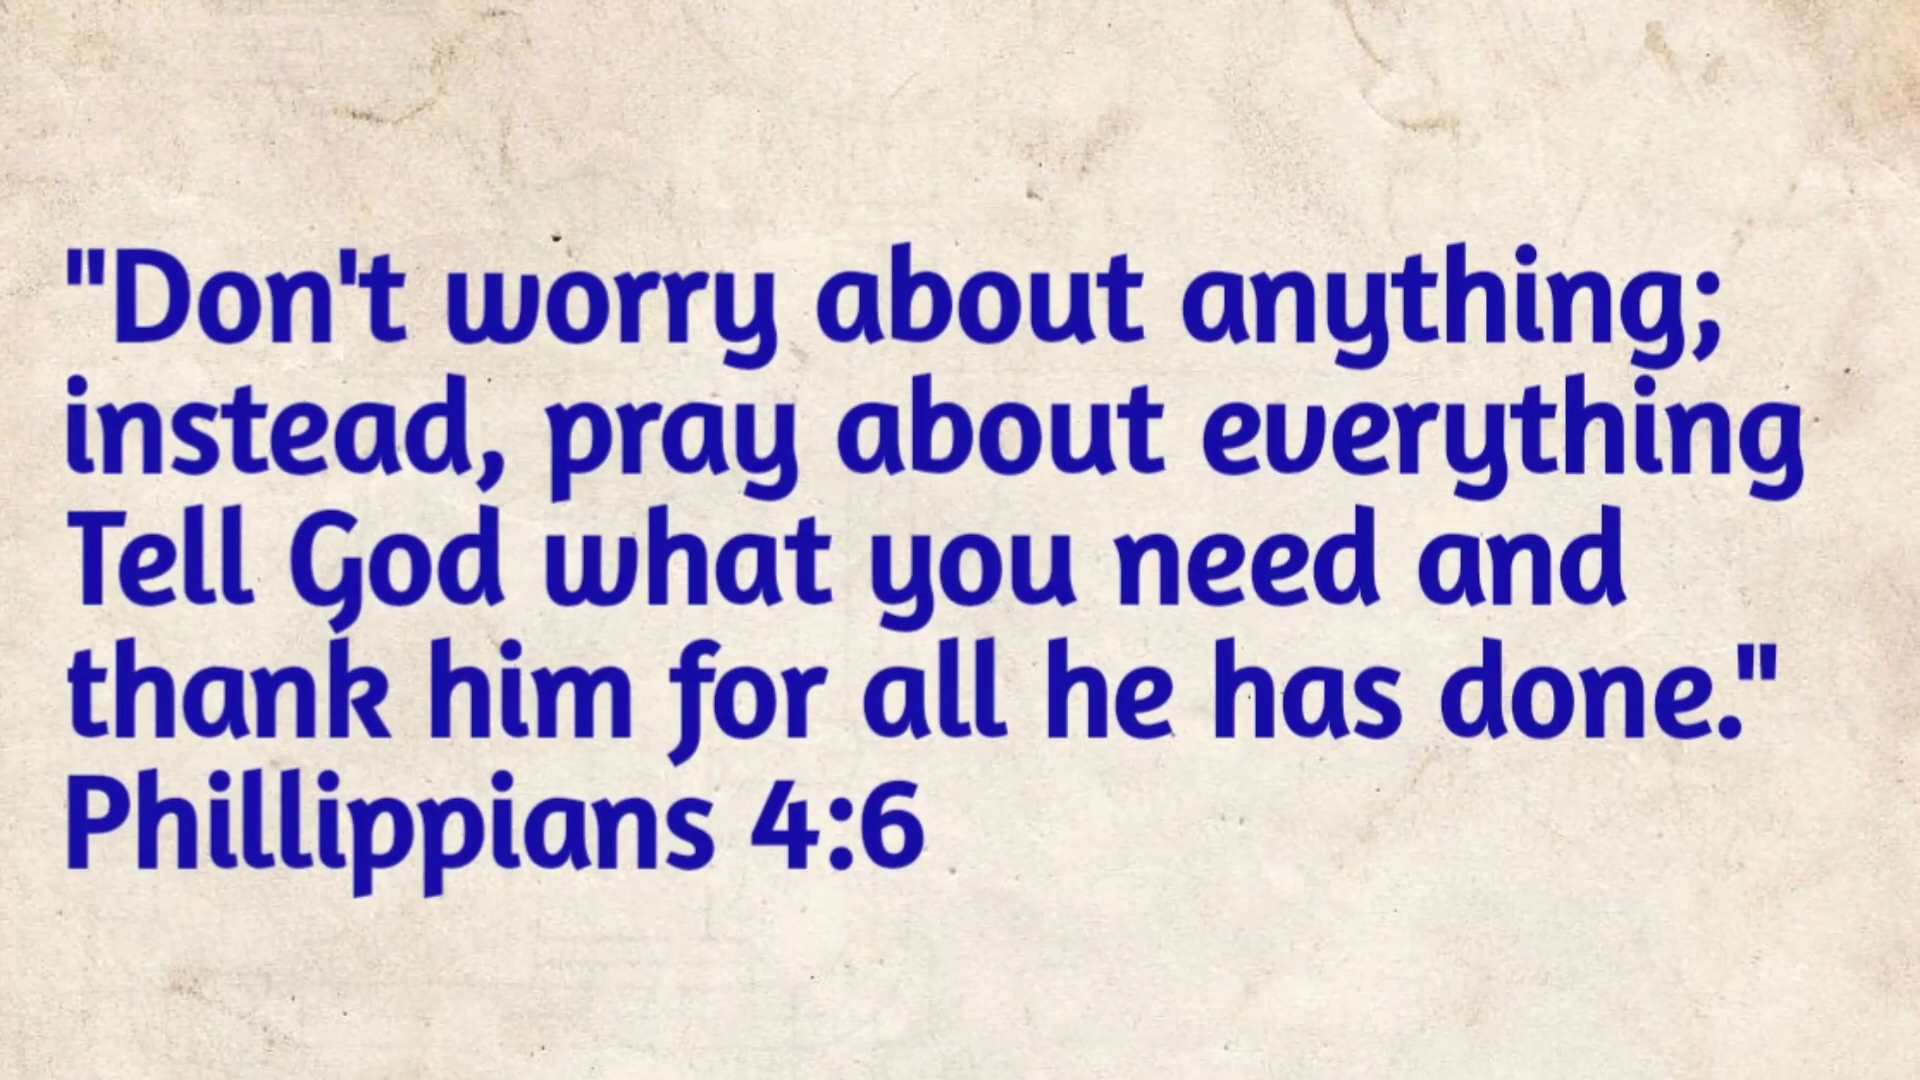 "Don't worry about anything;
instead, pray about everything
Tell God what you need and
thank him for all he has done."
Phillippians 4:6